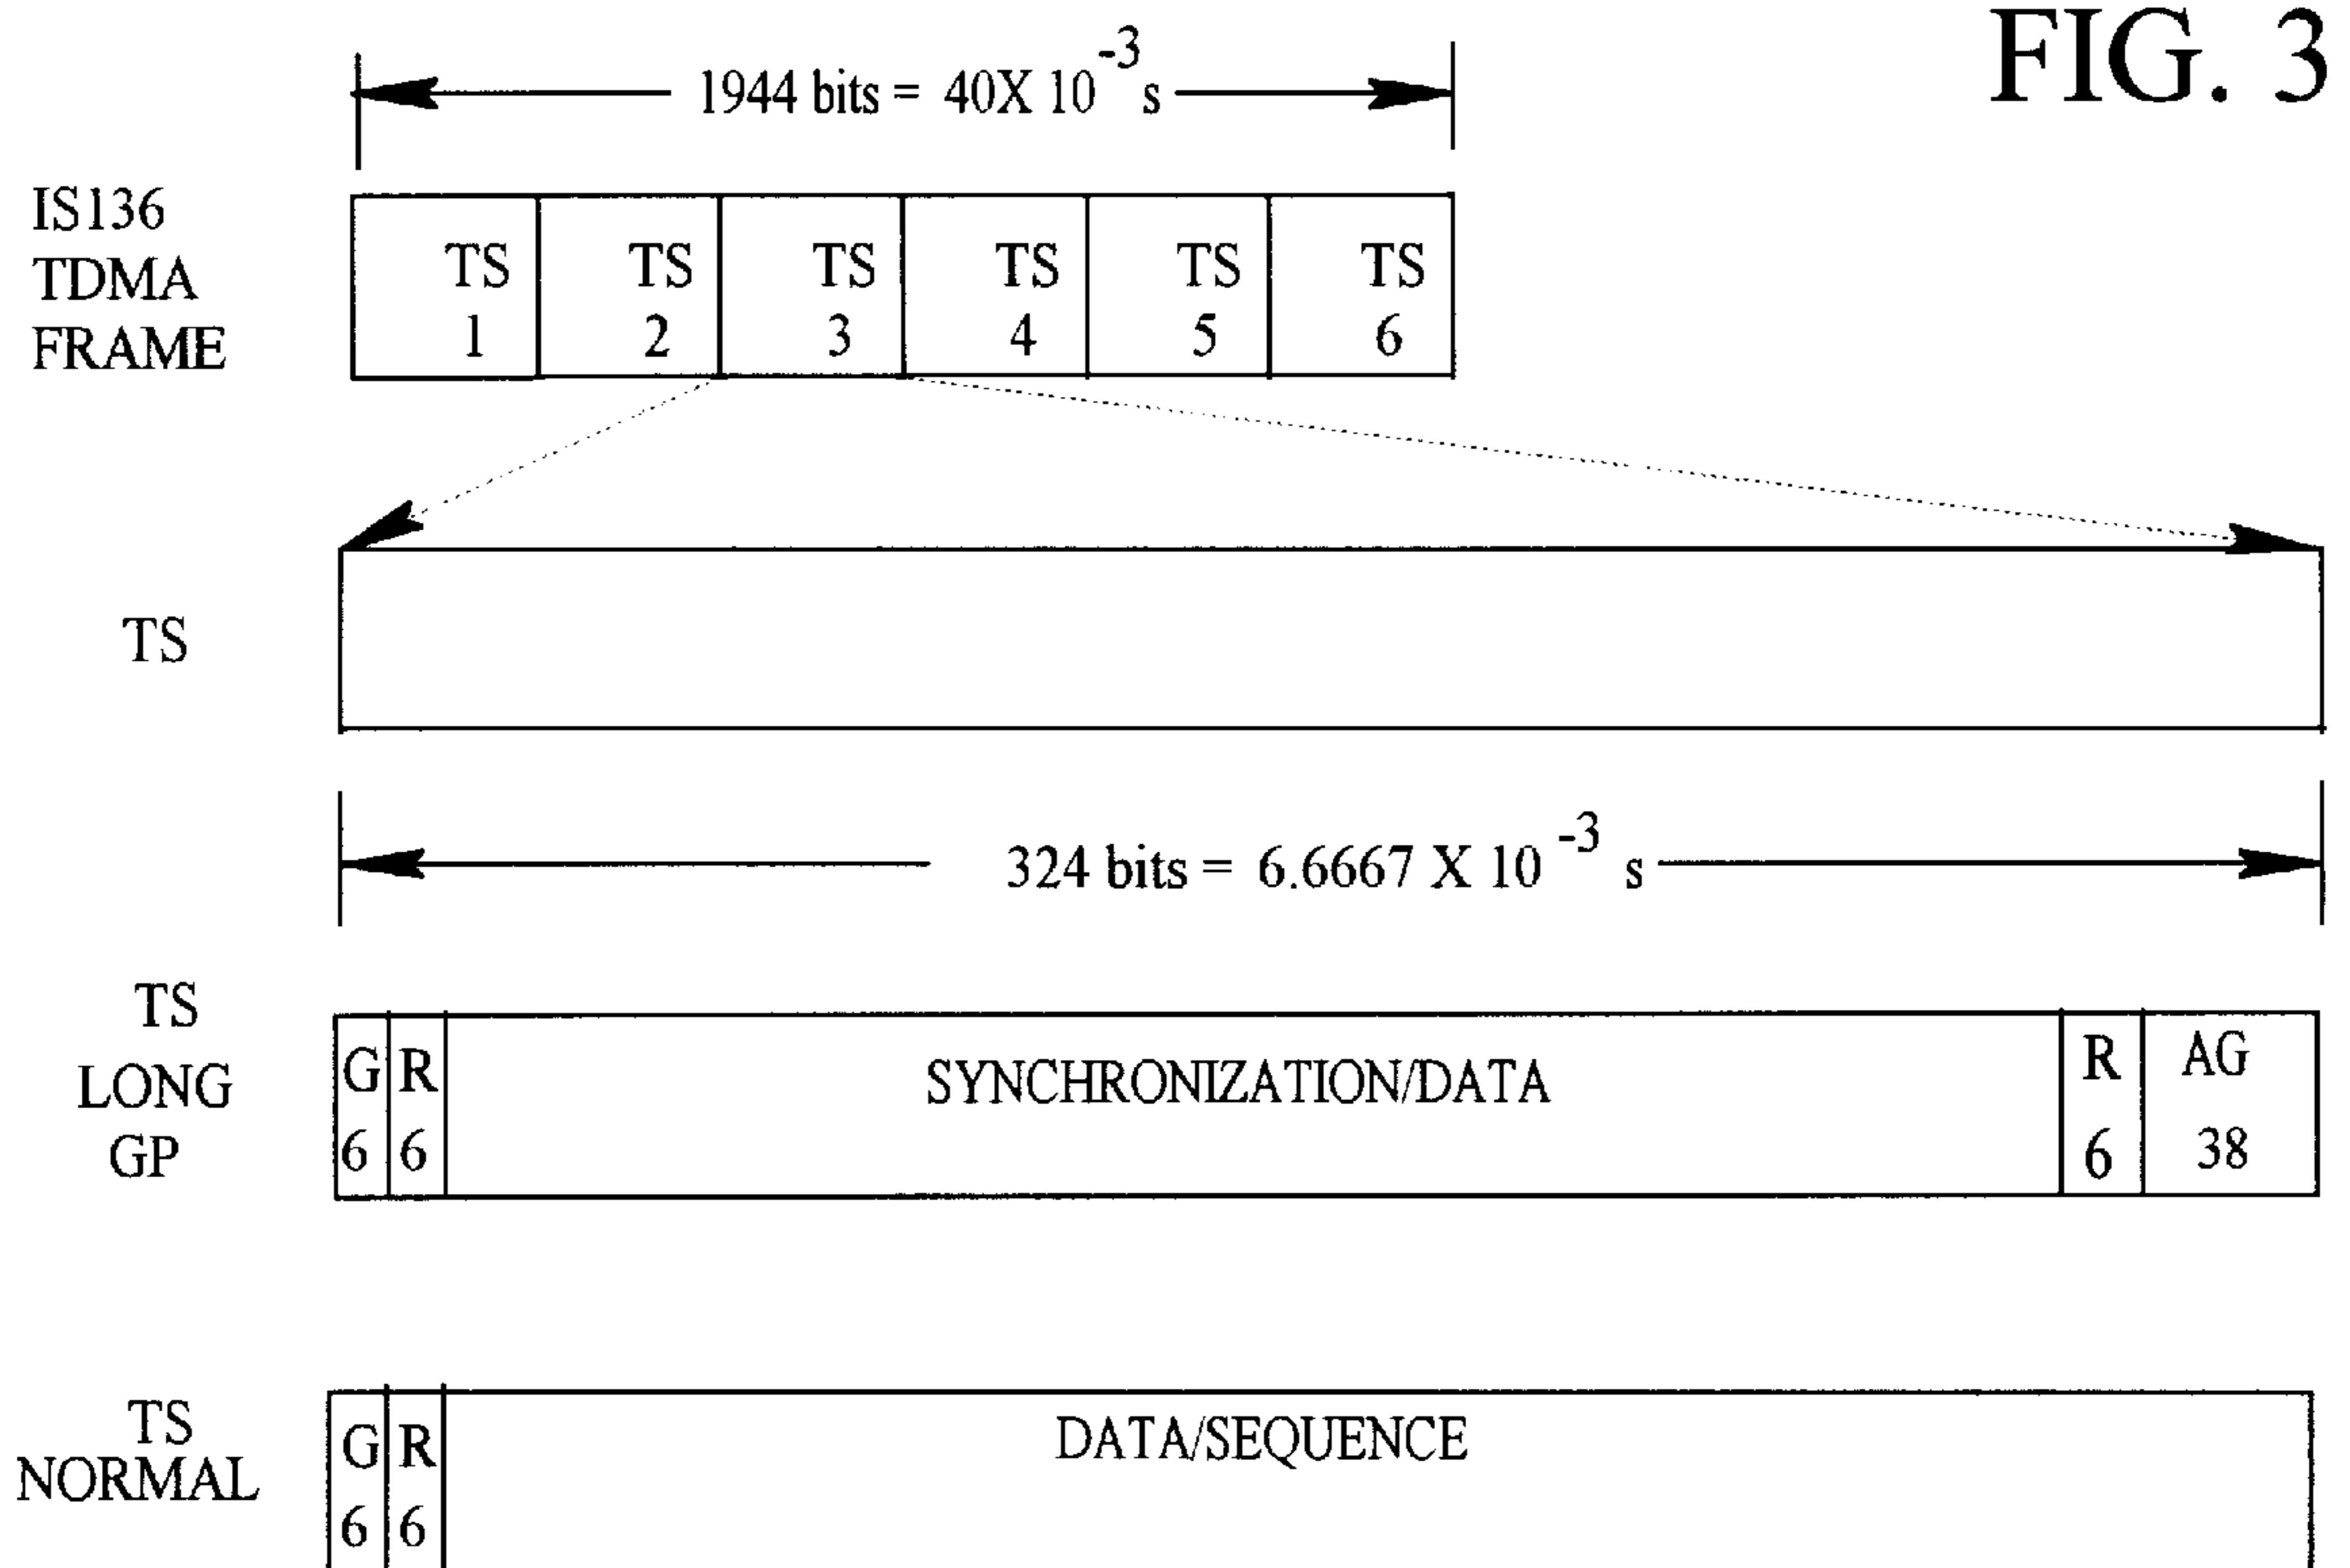 FIG. 3
1944 bits = 40X 10^-3 s
IS136
TDMA
FRAME
TS 1
TS 2
TS 3
TS 4
TS 5
TS 6
TS
324 bits = 6.6667 X 10^-3 s
TS
LONG
GP
G 6
R 6
SYNCHRONIZATION/DATA
R 6
AG 38
TS
NORMAL
G 6
R 6
DATA/SEQUENCE